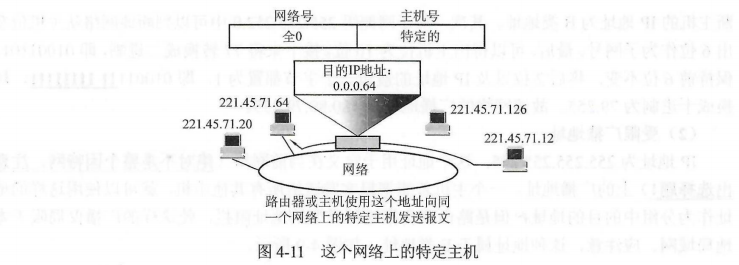 网络号 主机号
全0 特定的
目的IP地址:
0.0.0.64
221.45.71.64
221.45.71.126
221.45.71.20
221.45.71.12
网络
路由器或主机使用这个地址向同
一个网络上的特定主机发送报文
图 4-11 这个网络上的特定主机